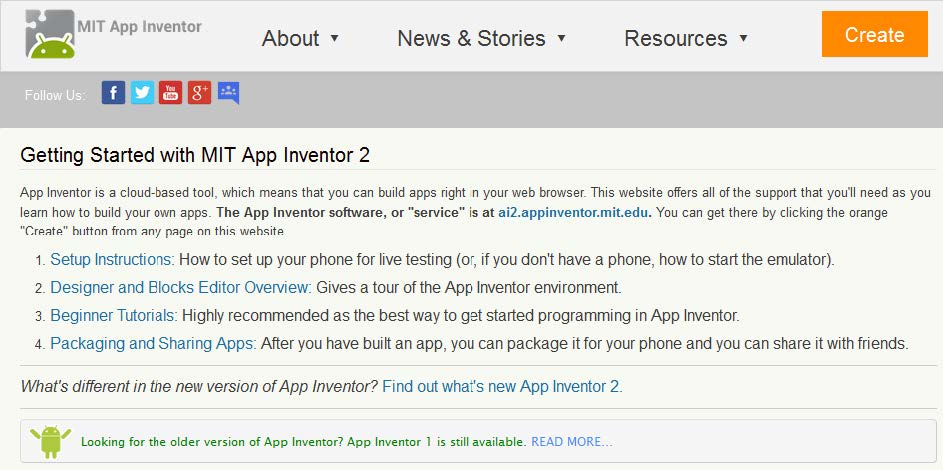 MIT App Inventor
About ▼ News & Stories ▼ Resources ▼ Create
Follow Us: f You Tube g+
Getting Started with MIT App Inventor 2
App Inventor is a cloud-based tool, which means that you can build apps right in your web browser. This website offers all of the support that you'll need as you
learn how to build your own apps. The App Inventor software, or "service" is at ai2.appinventor.mit.edu. You can get there by clicking the orange
"Create" button from any page on this website.
1. Setup Instructions: How to set up your phone for live testing (or, if you don't have a phone, how to start the emulator).
2. Designer and Blocks Editor Overview: Gives a tour of the App Inventor environment.
3. Beginner Tutorials: Highly recommended as the best way to get started programming in App Inventor.
4. Packaging and Sharing Apps: After you have built an app, you can package it for your phone and you can share it with friends.
What's different in the new version of App Inventor? Find out what's new App Inventor 2.
Looking for the older version of App Inventor? App Inventor 1 is still available. READ MORE...